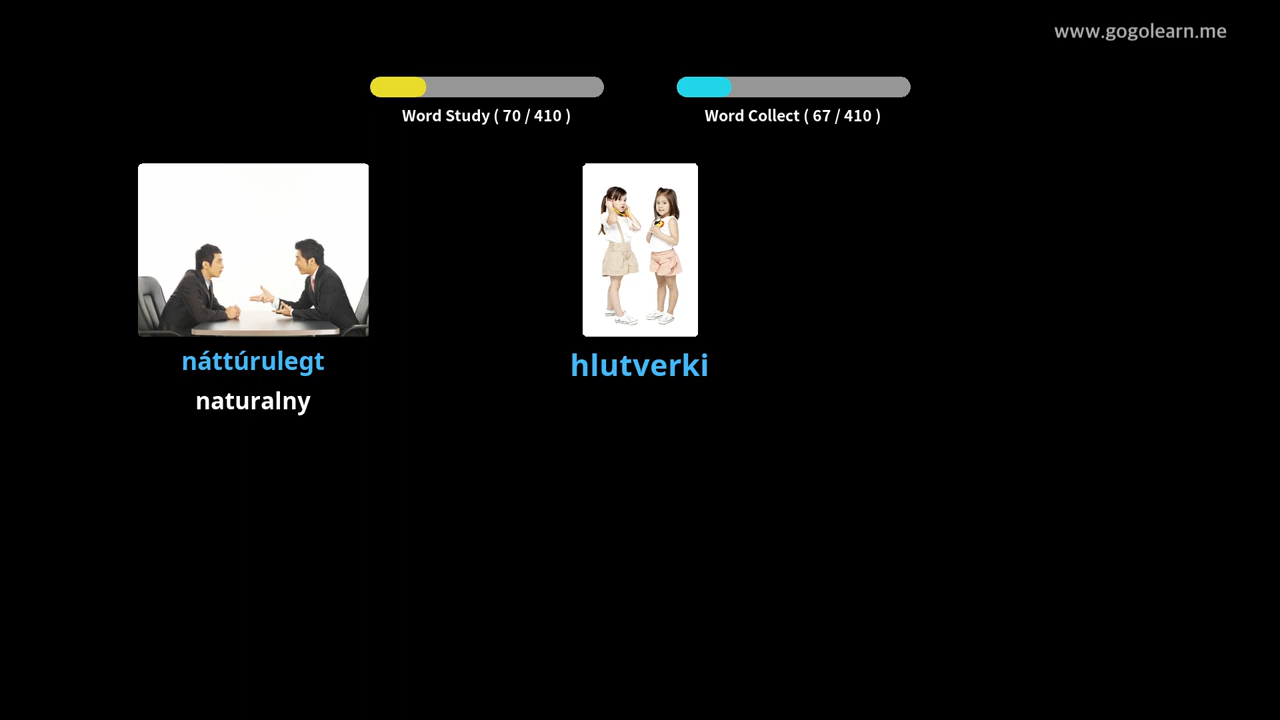 www.gogolearn.me
Word Study ( 70 / 410 )
Word Collect ( 67 / 410 )
náttúrulegt
naturalny
hlutverki